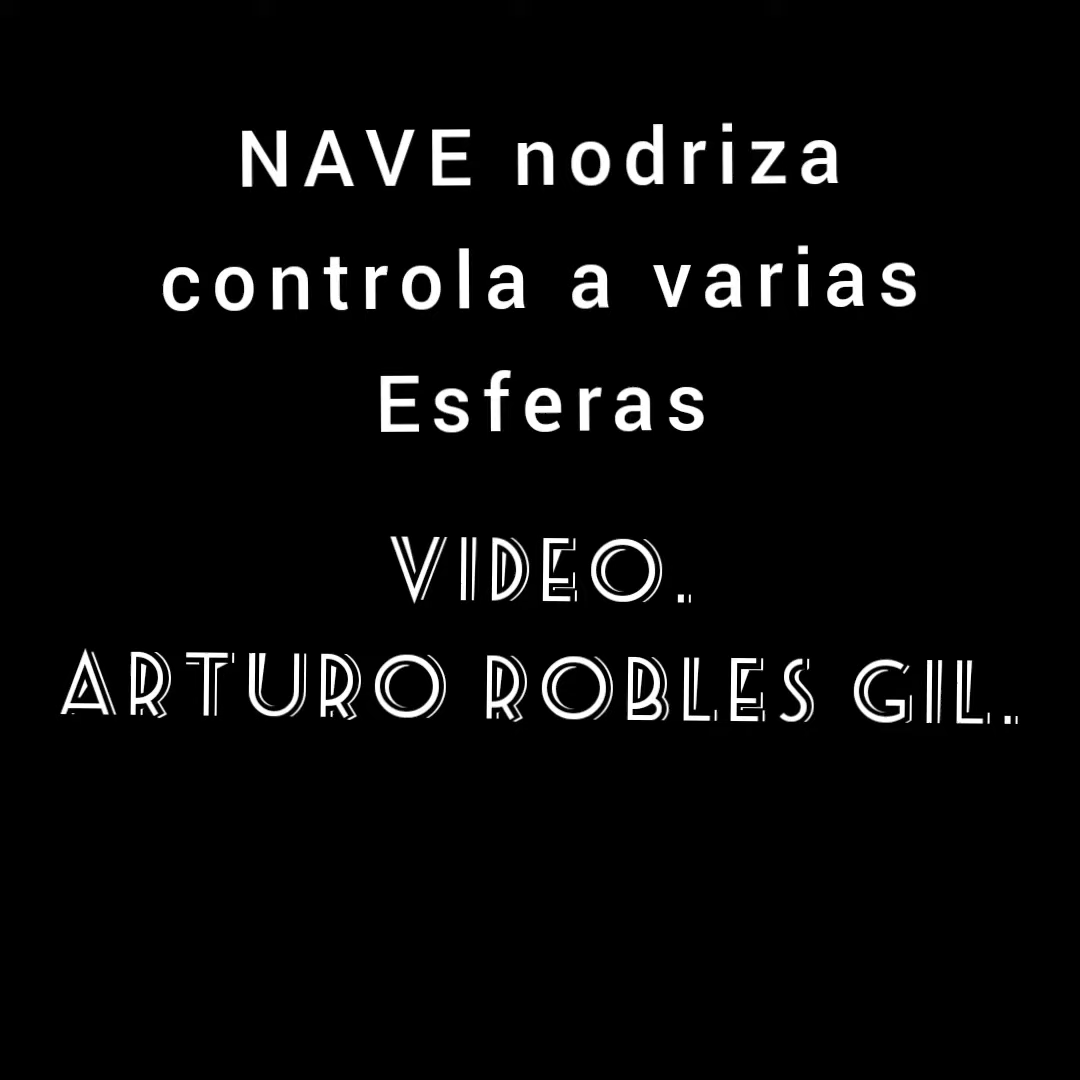 NAVE nodriza
controla a varias
Esferas
VIDEO.
ARTURO ROBLES GIL.